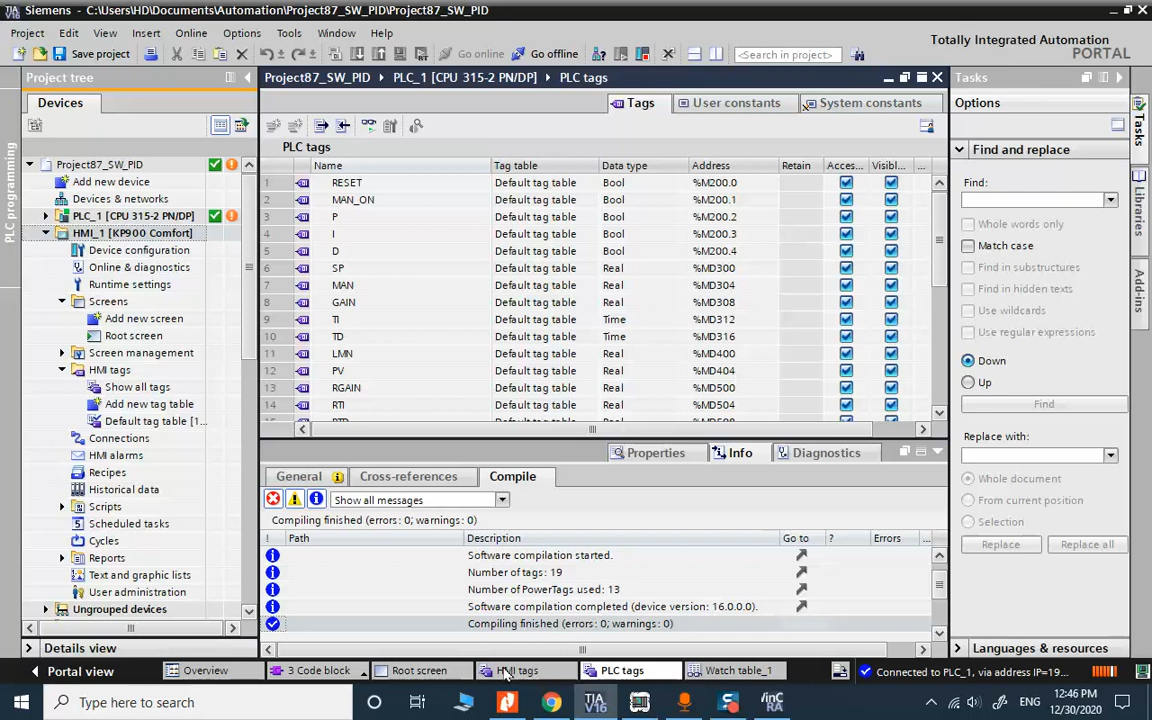 Siemens - C:\Users\HD\Documents\Automation\Project87_SW_PID\Project87_SW_PID
Project Edit View Insert Online Options Tools Window Help
Totally Integrated Automation
PORTAL
Save project Go online Go offline <Search in project>
Project tree
Project87_SW_PID PLC_1 [CPU 315-2 PN/DP] PLC tags
Tasks
Devices
Tags User constants System constants
Options
PLC programming
PLC tags
Find and replace
Name Tag table Data type Address Retain Acces... Visibl... ...
1 RESET Default tag table Bool %M200.0
2 MAN_ON Default tag table Bool %M200.1
3 P Default tag table Bool %M200.2
4 I Default tag table Bool %M200.3
5 D Default tag table Bool %M200.4
6 SP Default tag table Real %MD300
7 MAN Default tag table Real %MD304
8 GAIN Default tag table Real %MD308
9 TI Default tag table Time %MD312
10 TD Default tag table Time %MD316
11 LMN Default tag table Real %MD400
12 PV Default tag table Real %MD404
13 RGAIN Default tag table Real %MD500
14 RTI Default tag table Real %MD504
Project87_SW_PID
Add new device
Devices & networks
PLC_1 [CPU 315-2 PN/DP]
HMI_1 [KP900 Comfort]
Device configuration
Online & diagnostics
Runtime settings
Screens
Add new screen
Root screen
Screen management
HMI tags
Show all tags
Add new tag table
Default tag table [1...
Connections
HMI alarms
Recipes
Historical data
Scripts
Scheduled tasks
Cycles
Reports
Text and graphic lists
User administration
Ungrouped devices
Details view
Find:
Whole words only
Match case
Find in substructures
Find in hidden texts
Use wildcards
Use regular expressions
Down
Up
Find
Replace with:
Whole document
From current position
Selection
Replace Replace all
Languages & resources
Tasks
Libraries
Add-ins
Properties Info Diagnostics
General Cross-references Compile
Show all messages
Compiling finished (errors: 0; warnings: 0)
! Path Description Go to ? Errors ...
Software compilation started.
Number of tags: 19
Number of PowerTags used: 13
Software compilation completed (device version: 16.0.0.0).
Compiling finished (errors: 0; warnings: 0)
Portal view Overview 3 Code block Root screen HMI tags PLC tags Watch table_1 Connected to PLC_1, via address IP=19...
Type here to search
ENG
12:46 PM
12/30/2020